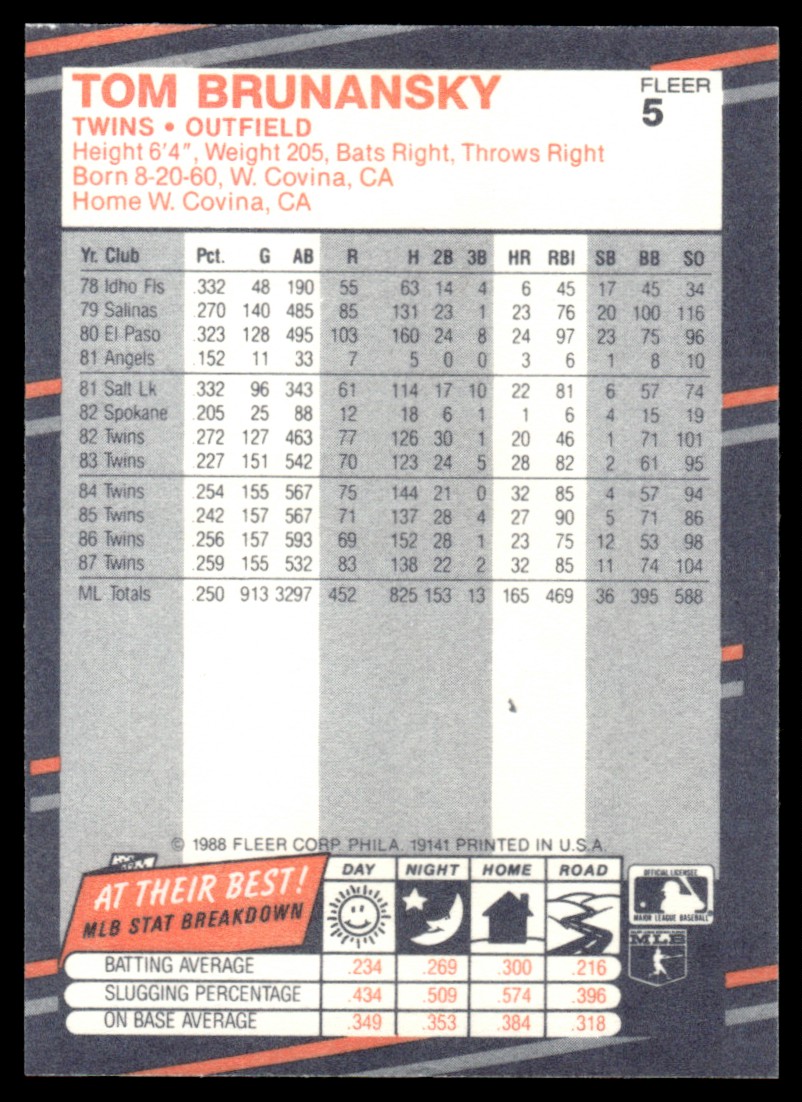 TOM BRUNANSKY
FLEER
5
TWINS • OUTFIELD
Height 6'4", Weight 205, Bats Right, Throws Right
Born 8-20-60, W. Covina, CA
Home W. Covina, CA
Yr. Club Pct. G AB R H 2B 3B HR RBI SB BB SO
78 Idho Fls .332 48 190 55 63 14 4 6 45 17 45 34
79 Salinas .270 140 485 85 131 23 1 23 76 20 100 116
80 El Paso .323 128 495 103 160 24 8 24 97 23 75 96
81 Angels .152 11 33 7 5 0 0 3 6 1 8 10
81 Salt Lk .332 96 343 61 114 17 10 22 81 6 57 74
82 Spokane .205 25 88 12 18 6 1 1 6 4 15 19
82 Twins .272 127 463 77 126 30 1 20 46 1 71 101
83 Twins .227 151 542 70 123 24 5 28 82 2 61 95
84 Twins .254 155 567 75 144 21 0 32 85 4 57 94
85 Twins .242 157 567 71 137 28 4 27 90 5 71 86
86 Twins .256 157 593 69 152 28 1 23 75 12 53 98
87 Twins .259 155 532 83 138 22 2 32 85 11 74 104
ML Totals .250 913 3297 452 825 153 13 165 469 36 395 588
© 1988 FLEER CORP. PHILA. 19141 PRINTED IN U.S.A.
AT THEIR BEST!
MLB STAT BREAKDOWN
DAY NIGHT HOME ROAD
BATTING AVERAGE .234 .269 .300 .216
SLUGGING PERCENTAGE .434 .509 .574 .396
ON BASE AVERAGE .349 .353 .384 .318
OFFICIAL LICENSEE
MAJOR LEAGUE BASEBALL
MLB